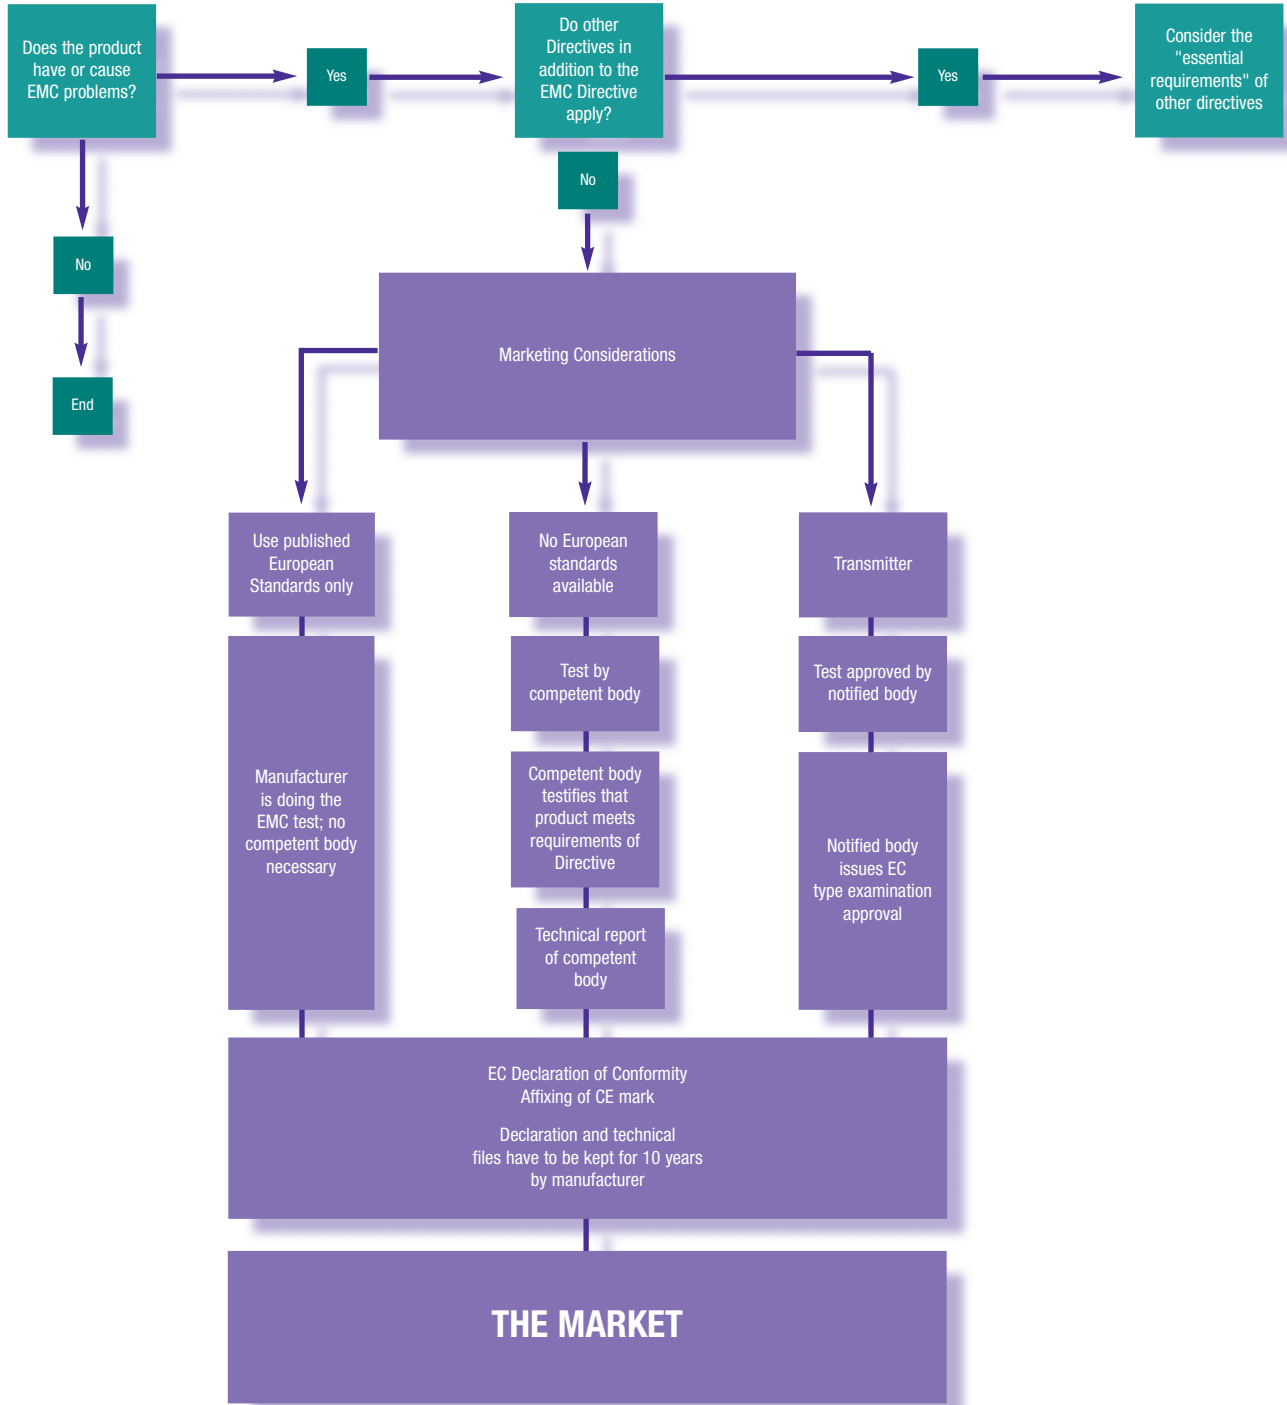 Does the product
have or cause
EMC problems?
Yes
Do other
Directives in
addition to the
EMC Directive
apply?
Yes
Consider the
"essential
requirements" of
other directives
No
No
End
Marketing Considerations
Use published
European
Standards only
No European
standards
available
Transmitter
Manufacturer
is doing the
EMC test; no
competent body
necessary
Test by
competent body
Competent body
testifies that
product meets
requirements of
Directive
Technical report
of competent
body
Test approved by
notified body
Notified body
issues EC
type examination
approval
EC Declaration of Conformity
Affixing of CE mark
Declaration and technical
files have to be kept for 10 years
by manufacturer
THE MARKET